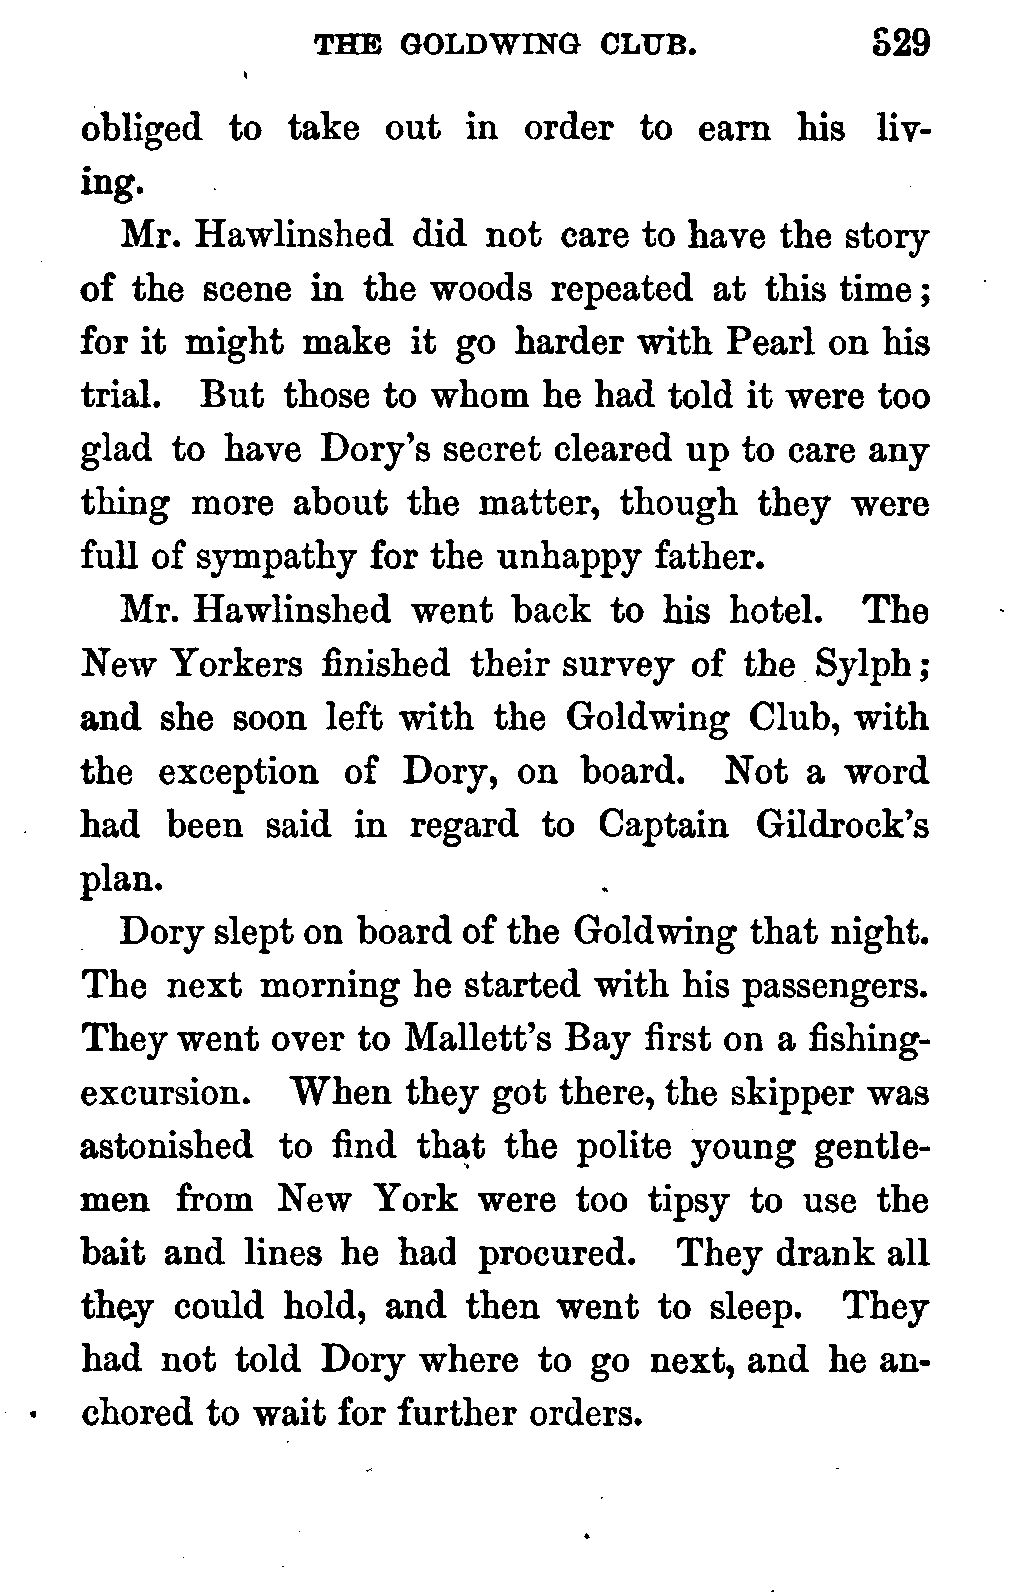 THE GOLDWING CLUB. 329
obliged to take out in order to earn his liv-
ing.
Mr. Hawlinshed did not care to have the story
of the scene in the woods repeated at this time;
for it might make it go harder with Pearl on his
trial. But those to whom he had told it were too
glad to have Dory's secret cleared up to care any
thing more about the matter, though they were
full of sympathy for the unhappy father.
Mr. Hawlinshed went back to his hotel. The
New Yorkers finished their survey of the Sylph;
and she soon left with the Goldwing Club, with
the exception of Dory, on board. Not a word
had been said in regard to Captain Gildrock's
plan.
Dory slept on board of the Goldwing that night.
The next morning he started with his passengers.
They went over to Mallett's Bay first on a fishing-
excursion. When they got there, the skipper was
astonished to find that the polite young gentle-
men from New York were too tipsy to use the
bait and lines he had procured. They drank all
they could hold, and then went to sleep. They
had not told Dory where to go next, and he an-
chored to wait for further orders.